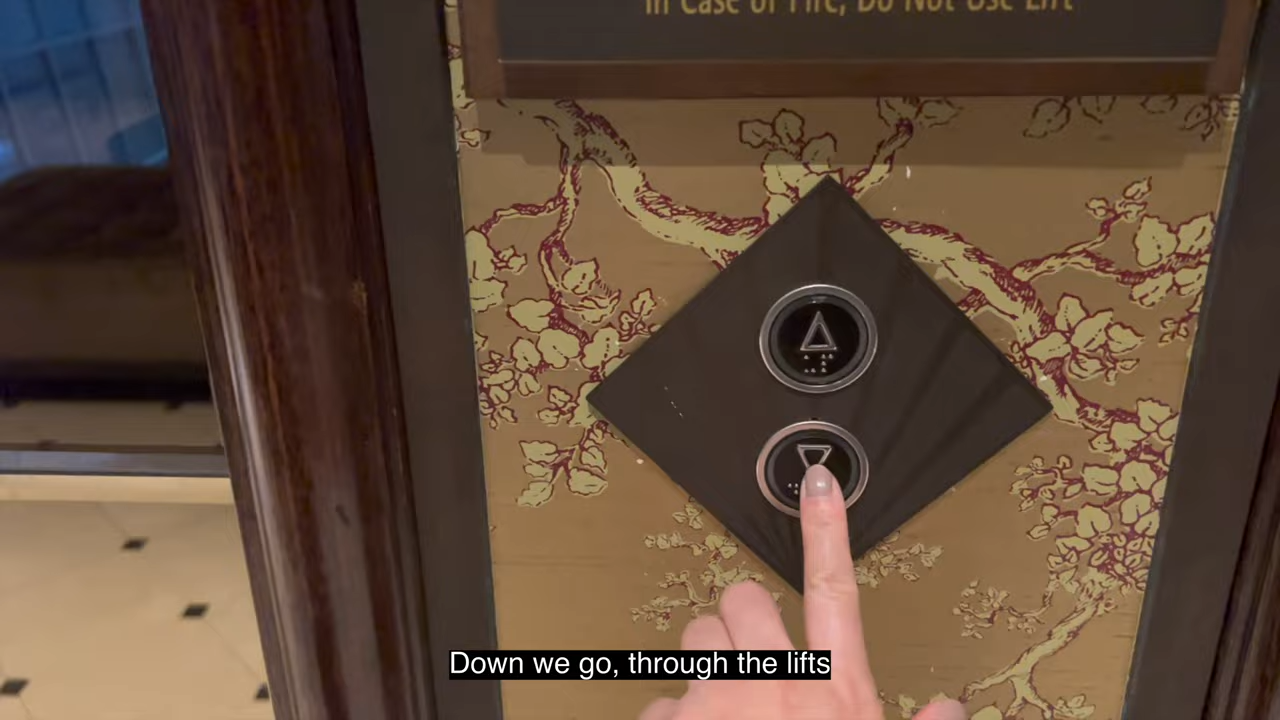 In Case of Fire, Do Not Use Lift
Down we go, through the lifts